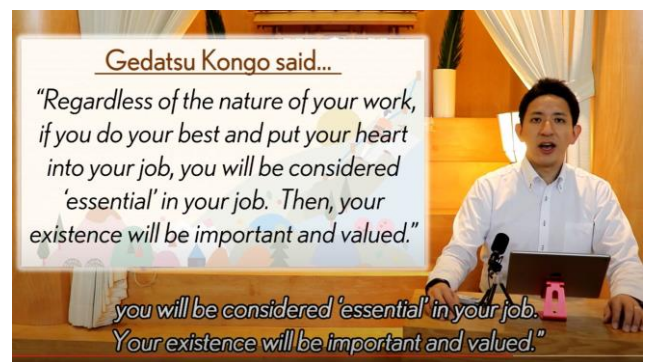 Gedatsu Kongo said...
“Regardless of the nature of your work,
if you do your best and put your heart
into your job, you will be considered
‘essential’ in your job.  Then, your
existence will be important and valued.”
you will be considered ‘essential’ in your job.
Your existence will be important and valued.”